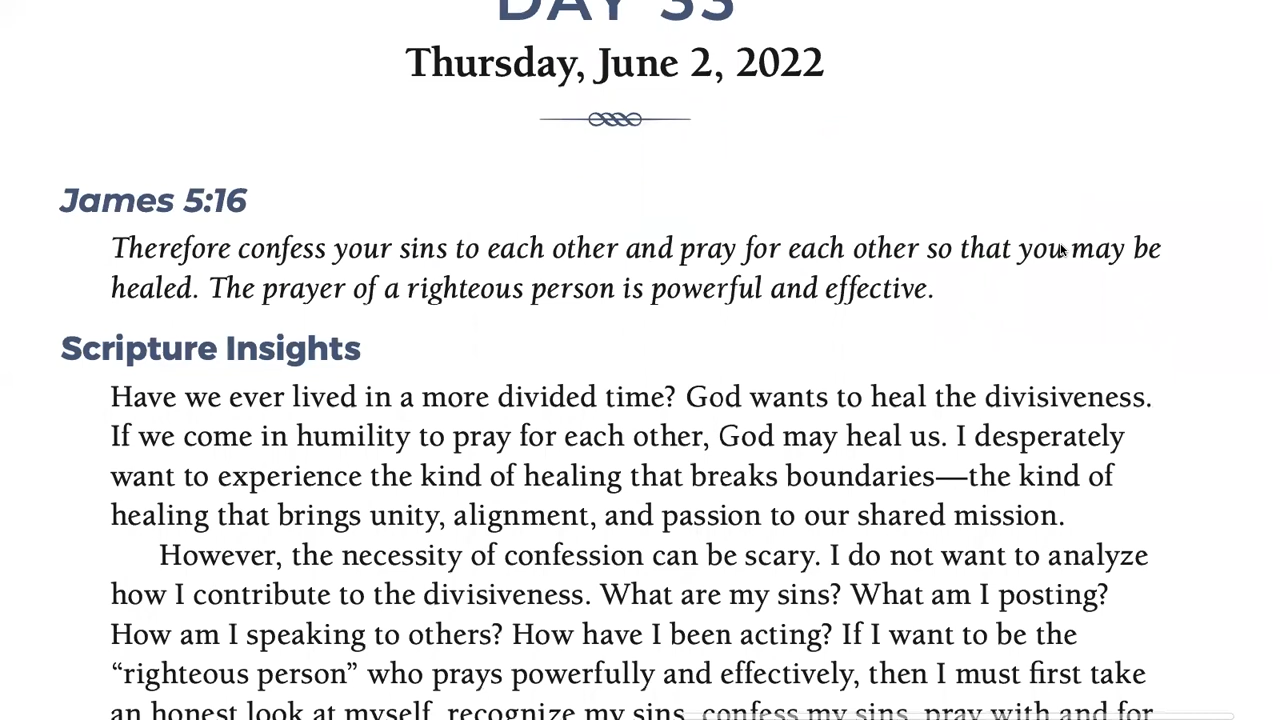 DAY 33
Thursday, June 2, 2022
James 5:16
Therefore confess your sins to each other and pray for each other so that you may be
healed. The prayer of a righteous person is powerful and effective.
Scripture Insights
Have we ever lived in a more divided time? God wants to heal the divisiveness.
If we come in humility to pray for each other, God may heal us. I desperately
want to experience the kind of healing that breaks boundaries—the kind of
healing that brings unity, alignment, and passion to our shared mission.
However, the necessity of confession can be scary. I do not want to analyze
how I contribute to the divisiveness. What are my sins? What am I posting?
How am I speaking to others? How have I been acting? If I want to be the
“righteous person” who prays powerfully and effectively, then I must first take
an honest look at myself, recognize my sins, confess my sins, pray with and for